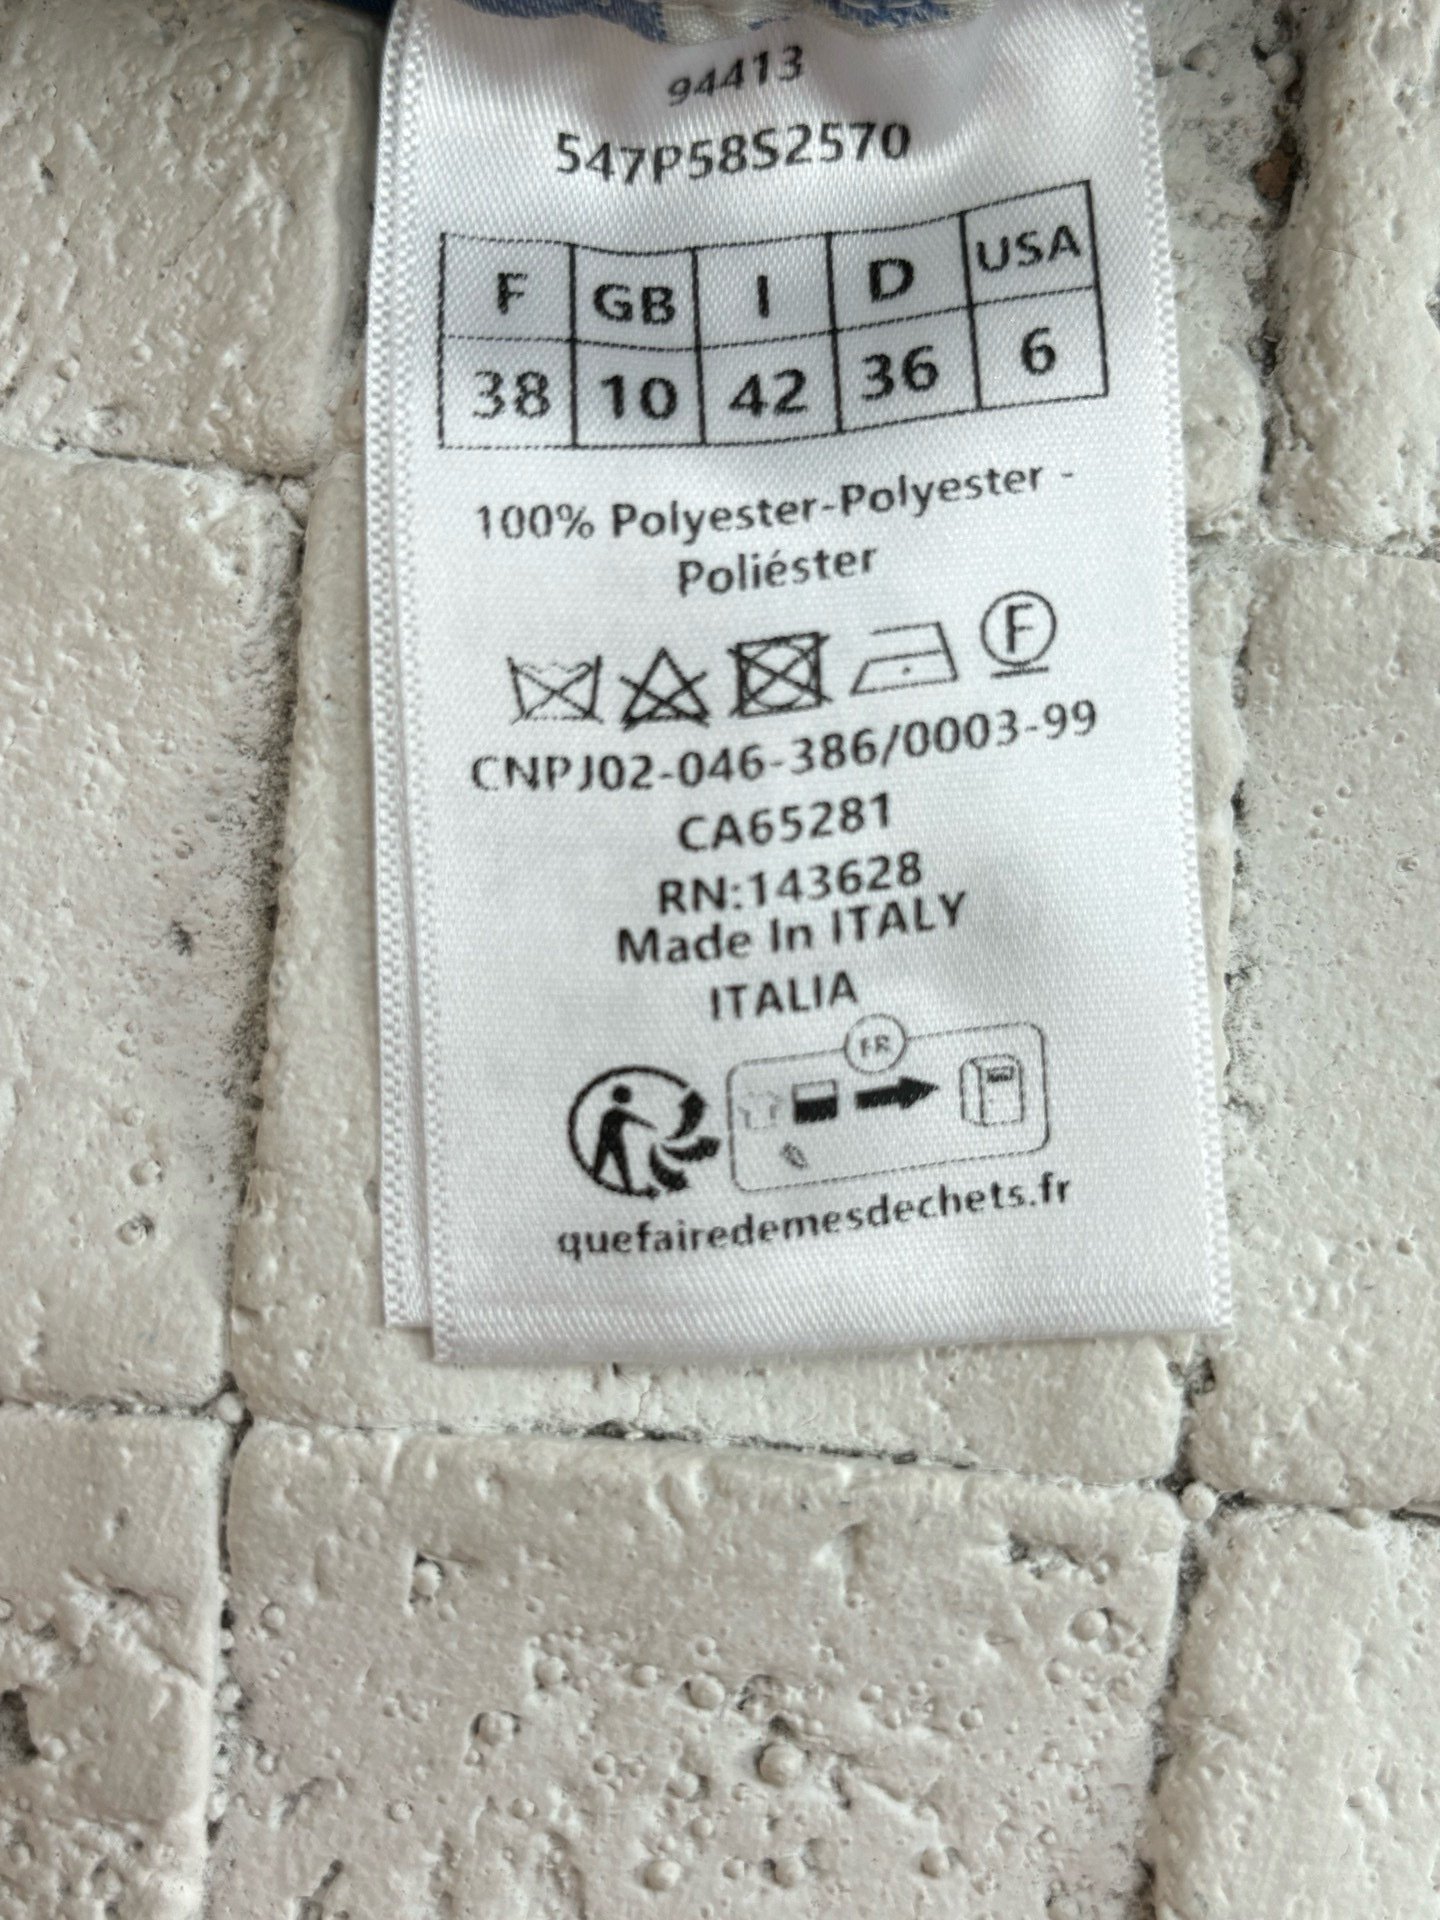 94413
547P58S2570
F GB I D USA
38 10 42 36 6
100% Polyester-Polyester -
Poliéster
F
CNPJ02-046-386/0003-99
CA65281
RN:143628
Made In ITALY
ITALIA
FR
quefairedemesdechets.fr